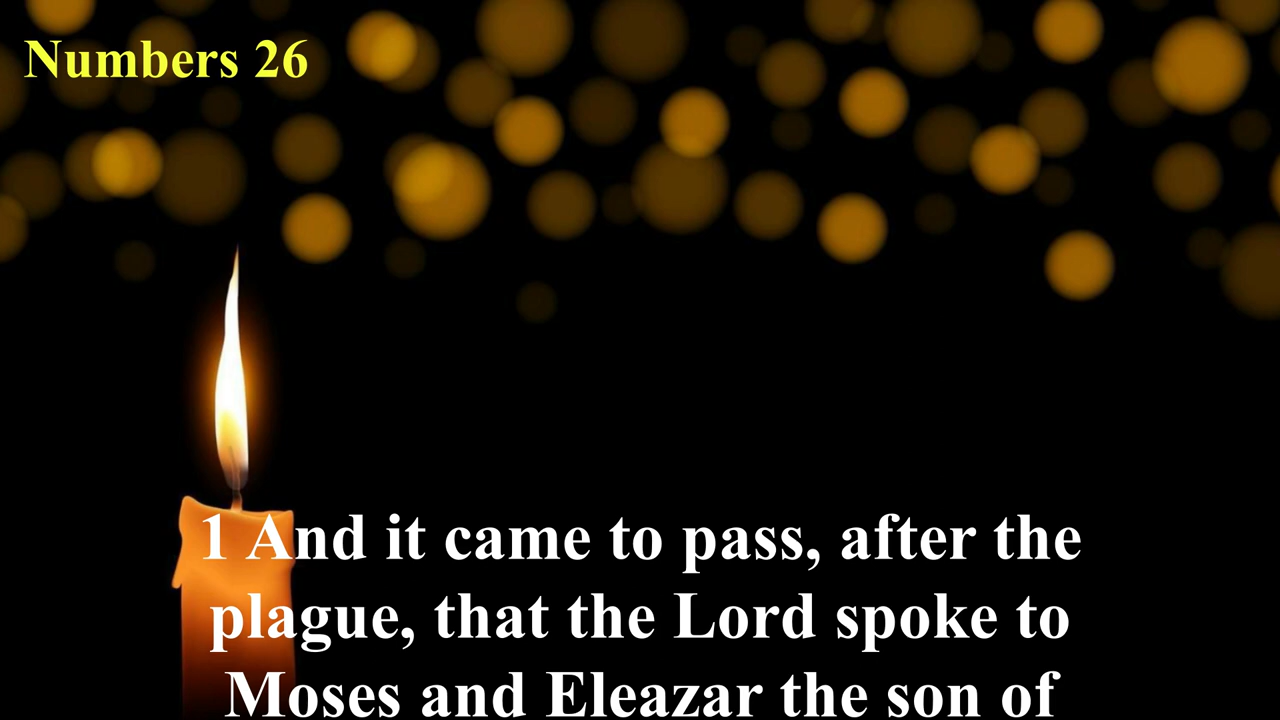 Numbers 26
1 And it came to pass, after the
plague, that the Lord spoke to
Moses and Eleazar the son of